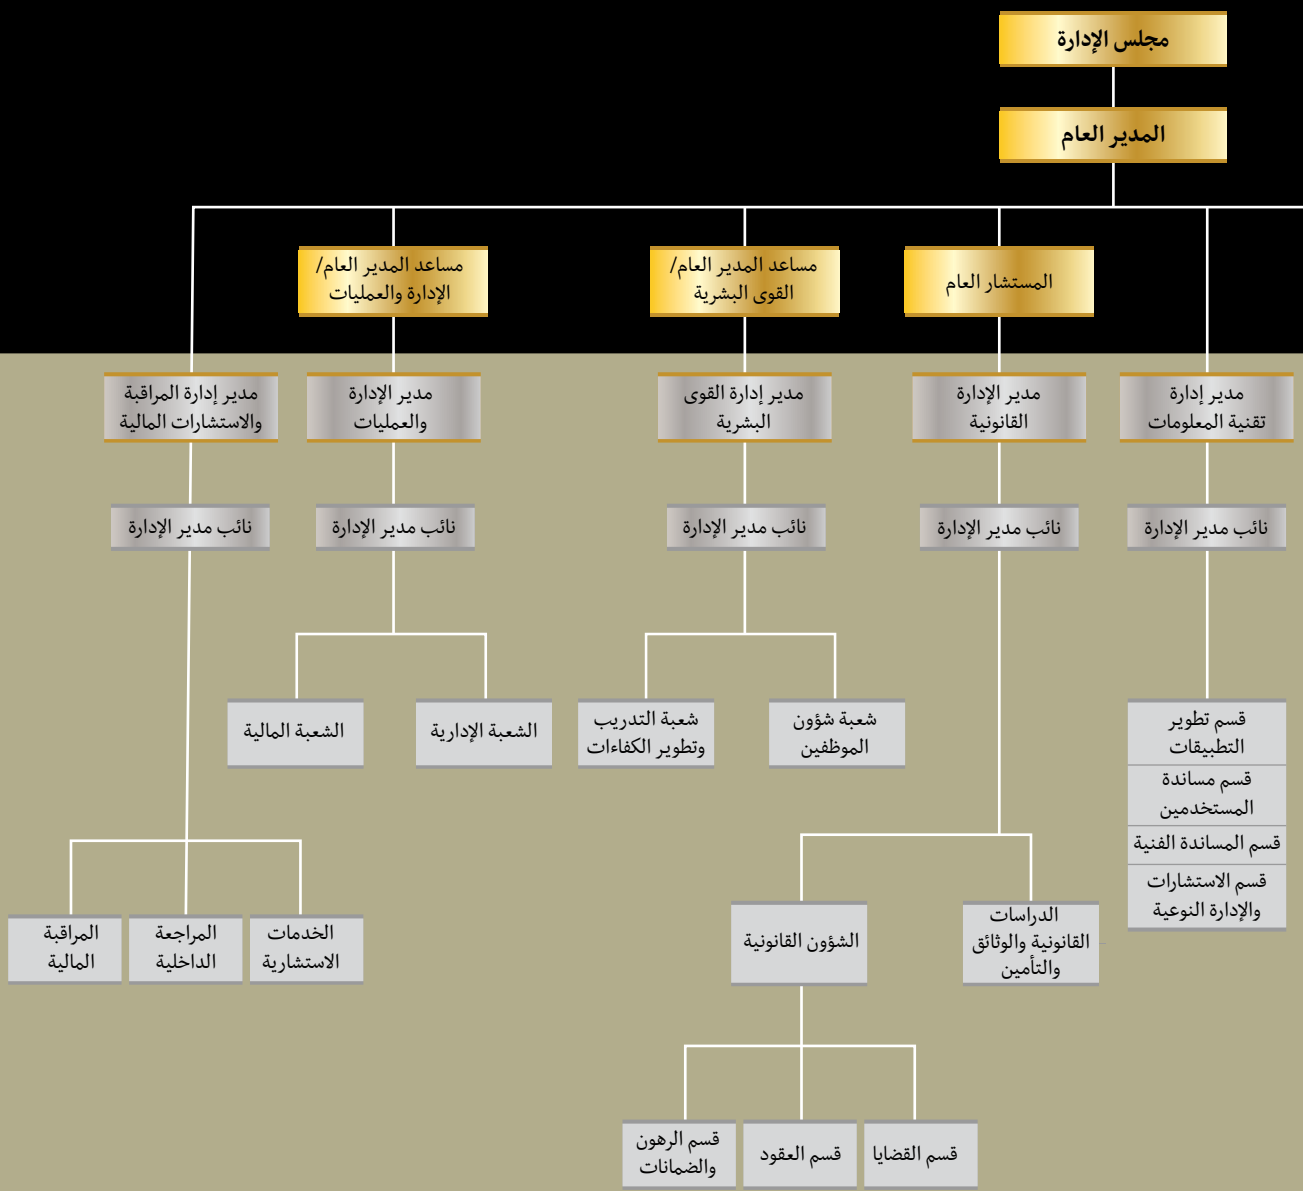 مجلس الإدارة
المدير العام
المستشار العام
مساعد المدير العام/
القوى البشرية
مساعد المدير العام/
الإدارة والعمليات
مدير إدارة
تقنية المعلومات
مدير الإدارة
القانونية
مدير إدارة القوى
البشرية
مدير الإدارة
والعمليات
مدير إدارة المراقبة
والاستشارات المالية
نائب مدير الإدارة
نائب مدير الإدارة
نائب مدير الإدارة
نائب مدير الإدارة
نائب مدير الإدارة
قسم تطوير
التطبيقات
قسم مساندة
المستخدمين
قسم المساندة الفنية
قسم الاستشارات
والإدارة النوعية
شعبة شؤون
الموظفين
شعبة التدريب
وتطوير الكفاءات
الشعبة الإدارية
الشعبة المالية
الدراسات
القانونية والوثائق
والتأمين
الشؤون القانونية
الخدمات
الاستشارية
المراجعة
الداخلية
المراقبة
المالية
قسم القضايا
قسم العقود
قسم الرهون
والضمانات